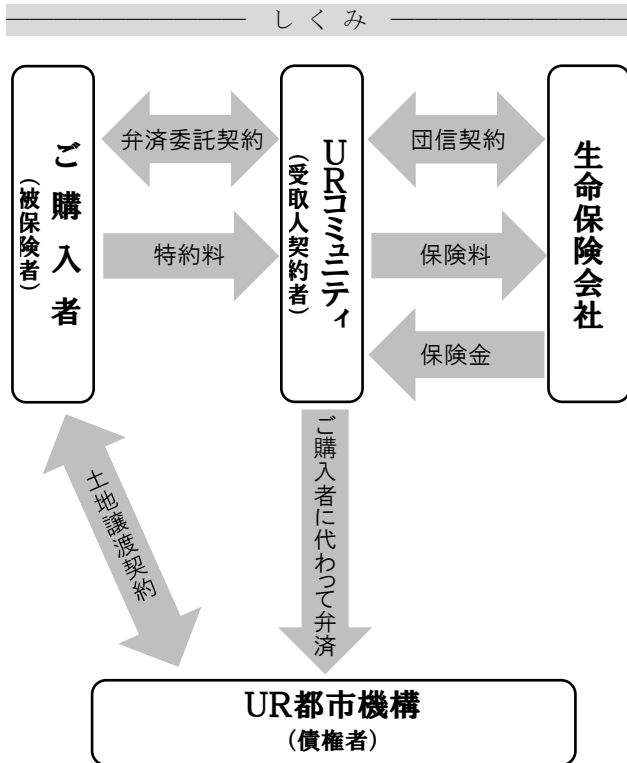 しくみ
ご購入者
(被保険者)
弁済委託契約
特約料
URコミュニティ
(受取人契約者)
団信契約
保険料
保険金
生命保険会社
土地譲渡契約
ご購入者に代わって弁済
UR都市機構
(債権者)